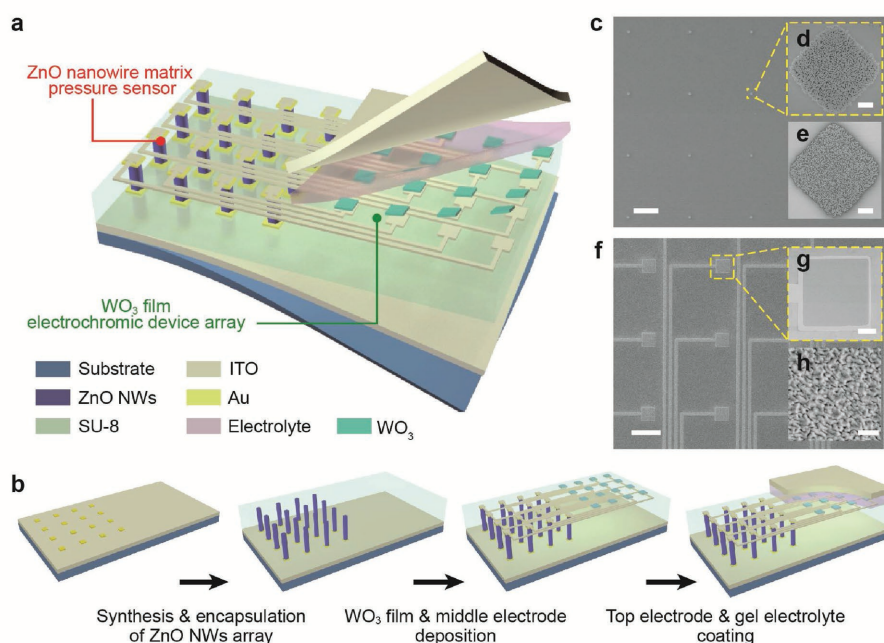 a
ZnO nanowire matrix
pressure sensor
WO₃ film
electrochromic device array
Substrate
ITO
ZnO NWs
Au
SU-8
Electrolyte
WO₃
c
d
e
f
g
h
b
Synthesis & encapsulation
of ZnO NWs array
WO₃ film & middle electrode
deposition
Top electrode & gel electrolyte
coating